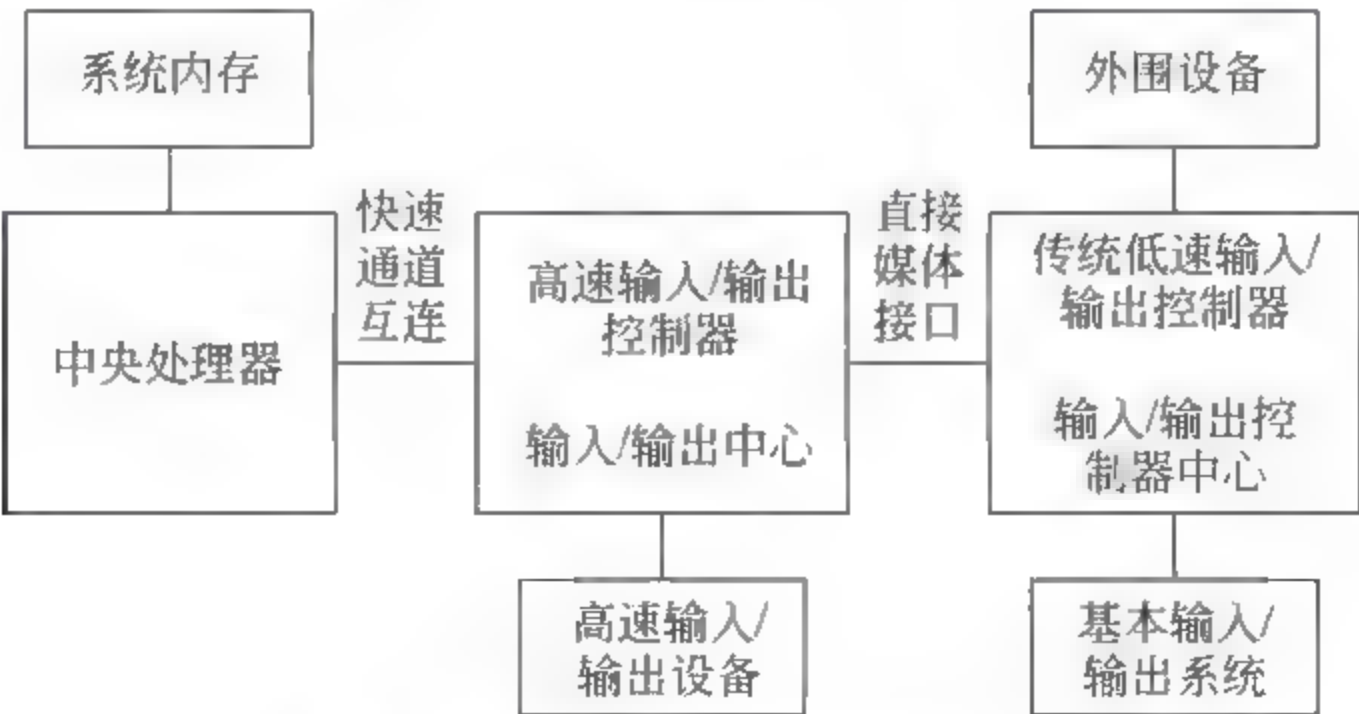 系统内存
外围设备
中央处理器
快速
通道
互连
高速输入/输出
控制器
输入/输出中心
直接
媒体
接口
传统低速输入/
输出控制器
输入/输出控
制器中心
高速输入/
输出设备
基本输入/
输出系统